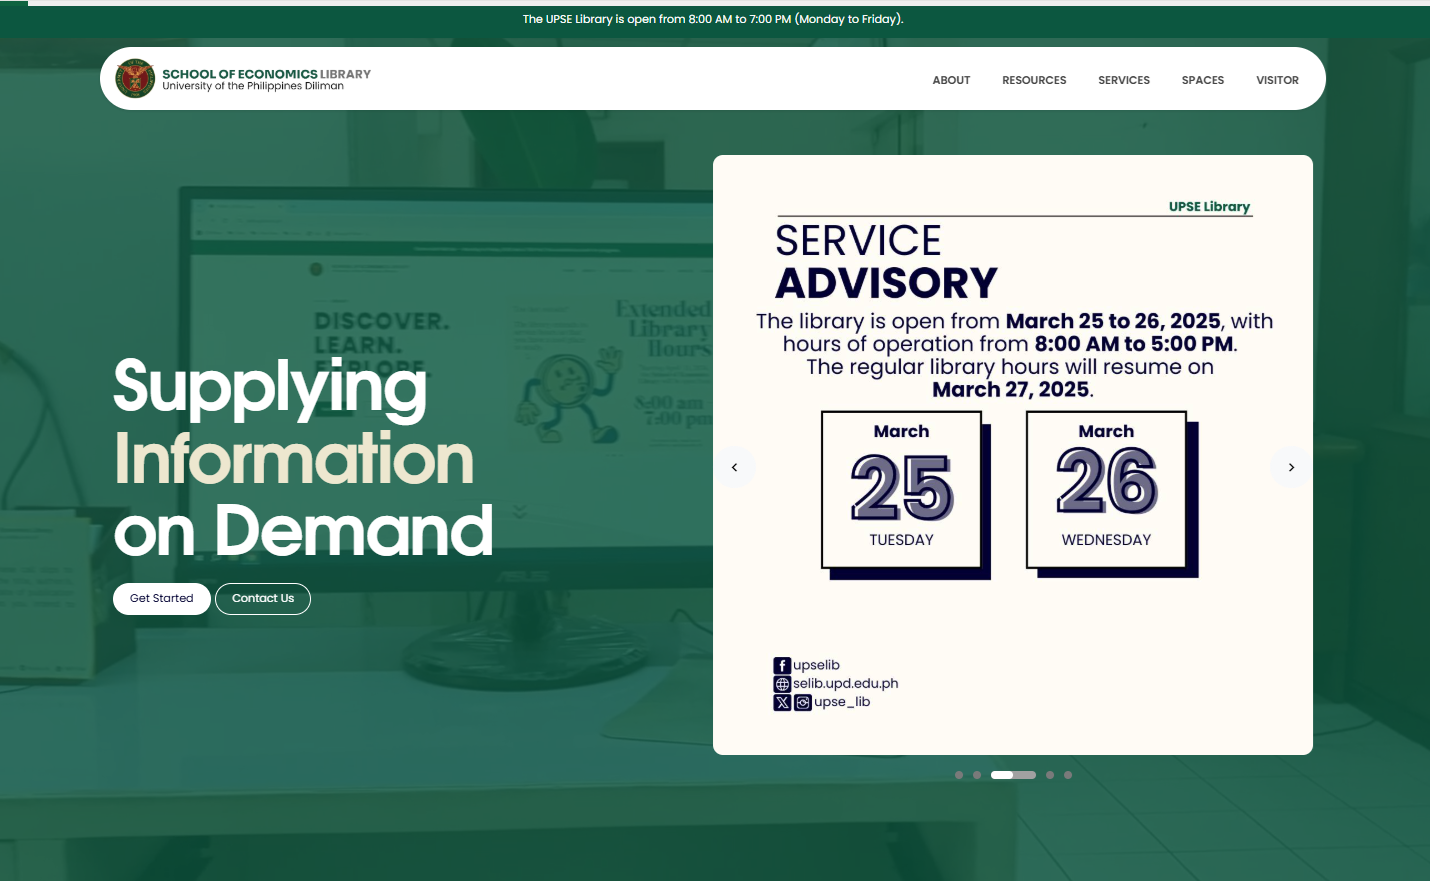 The UPSE Library is open from 8:00 AM to 7:00 PM (Monday to Friday).
SCHOOL OF ECONOMICS LIBRARY
University of the Philippines Diliman
ABOUT
RESOURCES
SERVICES
SPACES
VISITOR
DISCOVER.
LEARN.
EXPLORE.
Extended
Library
Hours
8:00 am
7:00 pm
ASUS
Supplying
Information
on Demand
Get Started
Contact Us
UPSE Library
SERVICE
ADVISORY
The library is open from March 25 to 26, 2025, with
hours of operation from 8:00 AM to 5:00 PM.
The regular library hours will resume on
March 27, 2025.
March
25
TUESDAY
March
26
WEDNESDAY
upselib
selib.upd.edu.ph
upse_lib